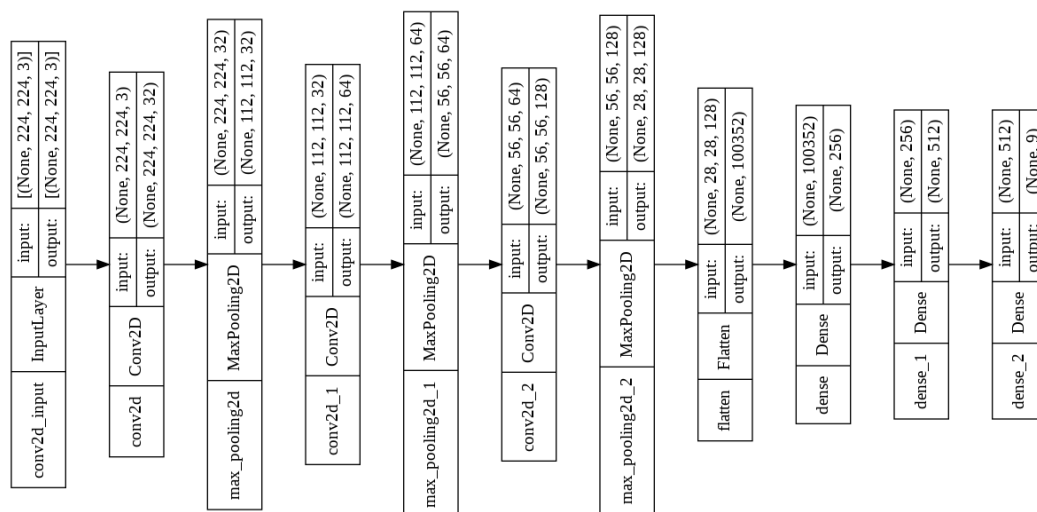 conv2d_input
InputLayer
input:
output:
[(None, 224, 224, 3)]
[(None, 224, 224, 3)]
conv2d
Conv2D
input:
output:
(None, 224, 224, 3)
(None, 224, 224, 32)
max_pooling2d
MaxPooling2D
input:
output:
(None, 224, 224, 32)
(None, 112, 112, 32)
conv2d_1
Conv2D
input:
output:
(None, 112, 112, 32)
(None, 112, 112, 64)
max_pooling2d_1
MaxPooling2D
input:
output:
(None, 112, 112, 64)
(None, 56, 56, 64)
conv2d_2
Conv2D
input:
output:
(None, 56, 56, 64)
(None, 56, 56, 128)
max_pooling2d_2
MaxPooling2D
input:
output:
(None, 56, 56, 128)
(None, 28, 28, 128)
flatten
Flatten
input:
output:
(None, 28, 28, 128)
(None, 100352)
dense
Dense
input:
output:
(None, 100352)
(None, 256)
dense_1
Dense
input:
output:
(None, 256)
(None, 512)
dense_2
Dense
input:
output:
(None, 512)
(None, 9)